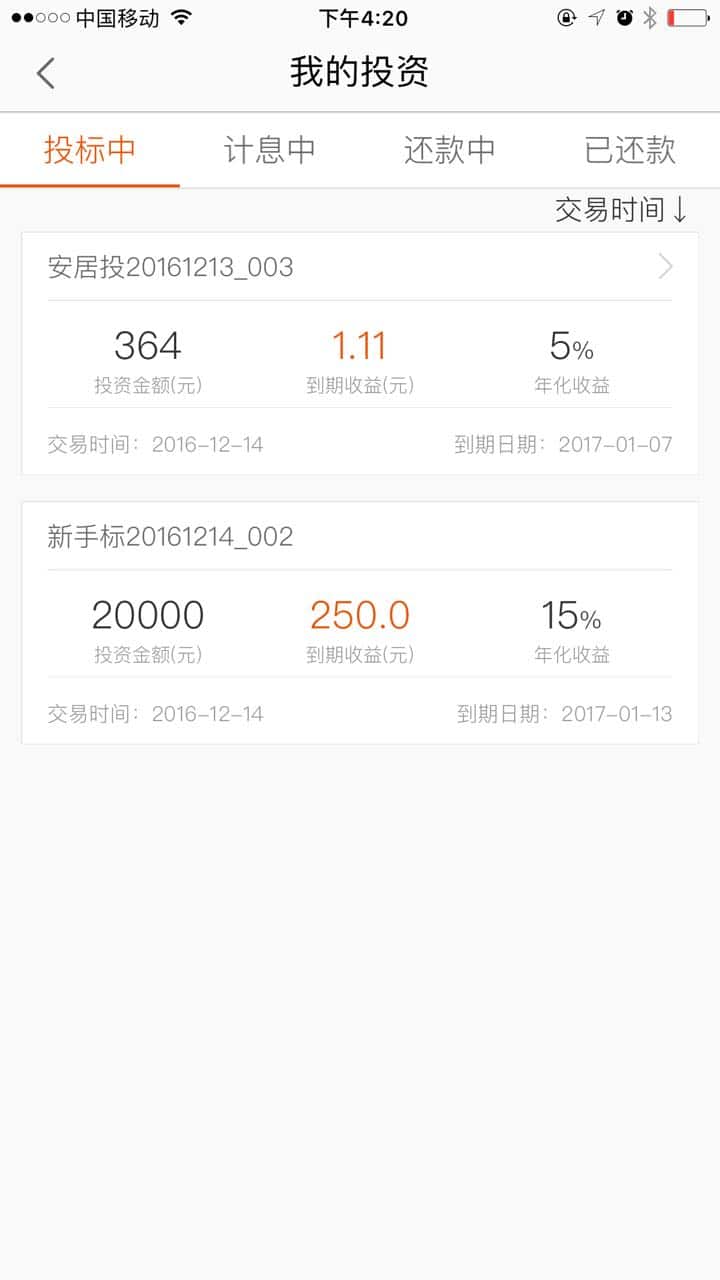 中国移动 下午4:20
我的投资
投标中 计息中 还款中 已还款
交易时间↓
安居投20161213_003
364 1.11 5%
投资金额(元) 到期收益(元) 年化收益
交易时间：2016-12-14 到期日期：2017-01-07
新手标20161214_002
20000 250.0 15%
投资金额(元) 到期收益(元) 年化收益
交易时间：2016-12-14 到期日期：2017-01-13